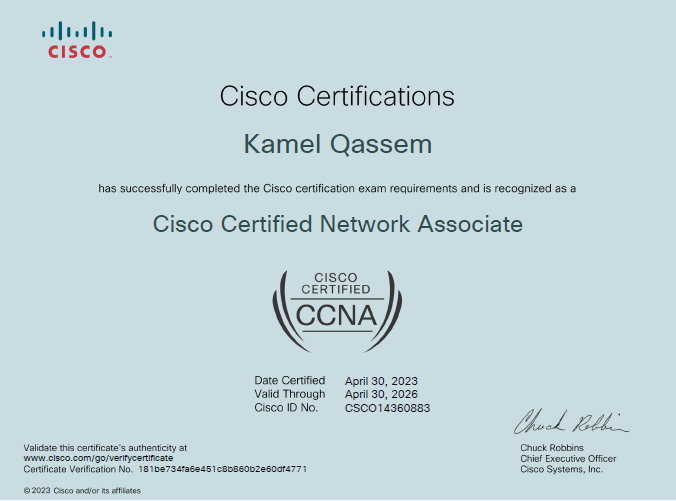 CISCO
Cisco Certifications
Kamel Qassem
has successfully completed the Cisco certification exam requirements and is recognized as a
Cisco Certified Network Associate
CISCO
CERTIFIED
CCNA
Date Certified April 30, 2023
Valid Through April 30, 2026
Cisco ID No. CSCO14360883
Chuck Robbins
Validate this certificate's authenticity at
www.cisco.com/go/verifycertificate
Certificate Verification No. 181be734fa6e451c8b860b2e60df4771
Chuck Robbins
Chief Executive Officer
Cisco Systems, Inc.
© 2023 Cisco and/or its affiliates